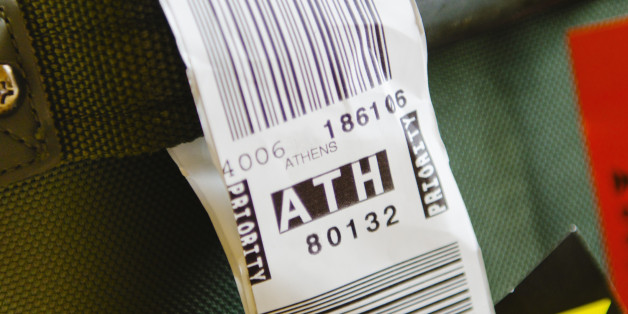 4006 186106
ATHENS
PRIORITY ATH PRIORITY
80132